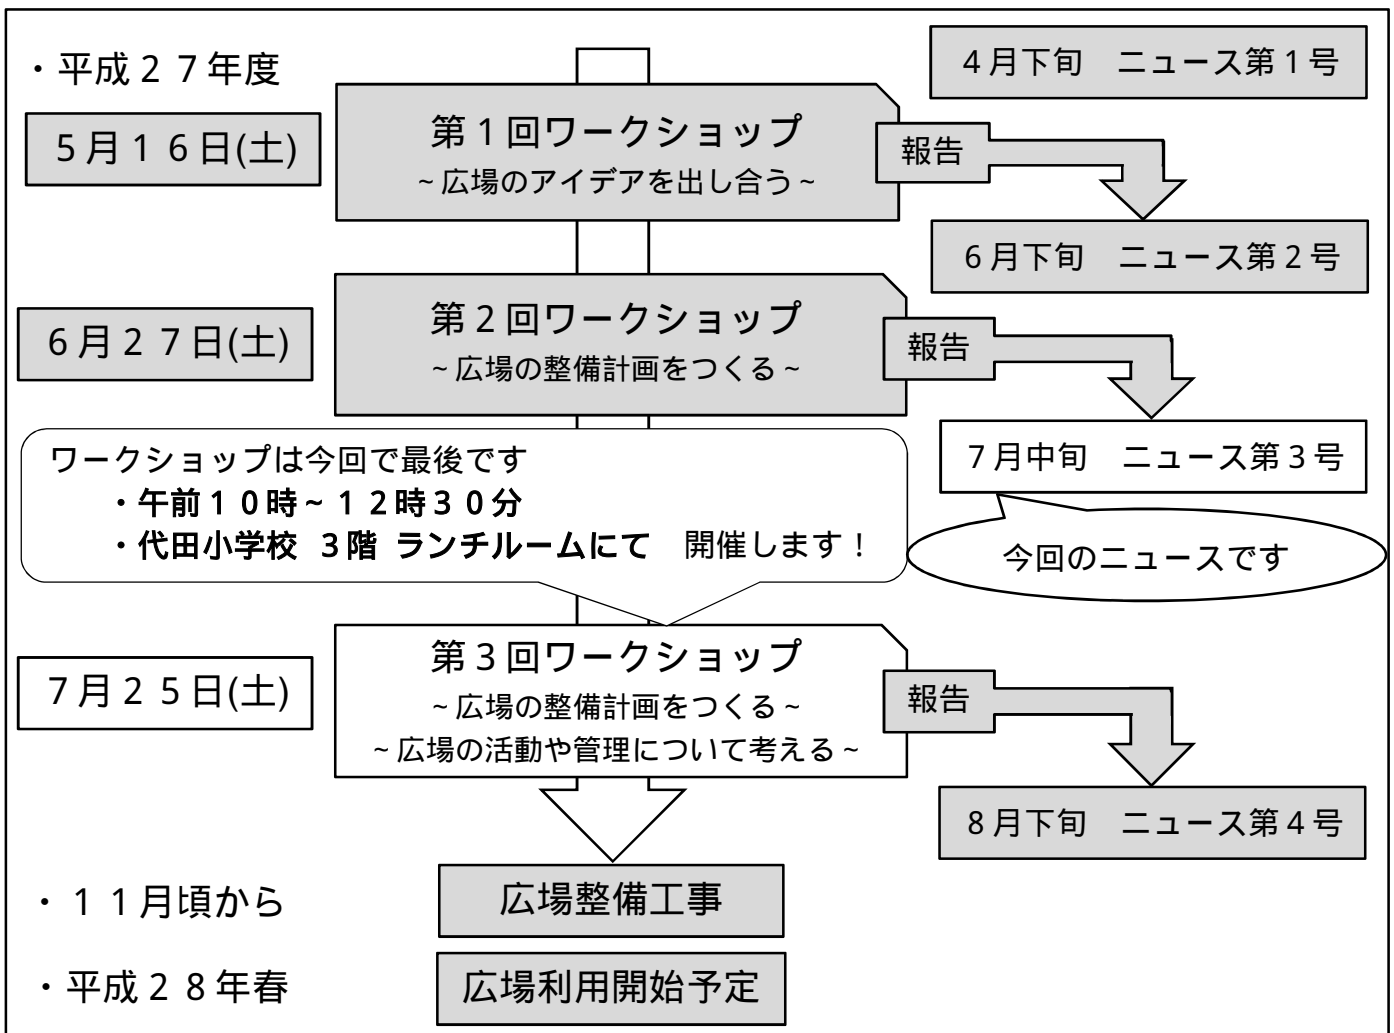 ・平成２７年度
4月下旬　ニュース第1号
5月１６日(土)
第1回ワークショップ
~広場のアイデアを出し合う~
報告
6月下旬　ニュース第2号
6月２７日(土)
第2回ワークショップ
~広場の整備計画をつくる~
報告
7月中旬　ニュース第3号
ワークショップは今回で最後です
・午前１０時~１２時３０分
・代田小学校 ３階 ランチルームにて　開催します！
今回のニュースです
7月２５日(土)
第3回ワークショップ
~広場の整備計画をつくる~
~広場の活動や管理について考える~
報告
8月下旬　ニュース第4号
・１１月頃から
広場整備工事
・平成２８年春
広場利用開始予定